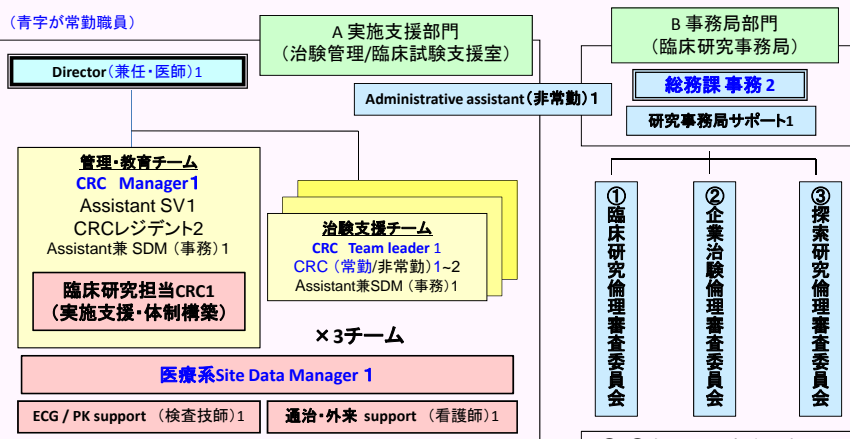 (青字が常勤職員)
A 実施支援部門
(治験管理/臨床試験支援室)
B 事務局部門
(臨床研究事務局)
Director(兼任・医師)1
Administrative assistant(非常勤)1
総務課 事務 2
研究事務局サポート1
管理・教育チーム
CRC Manager1
Assistant SV1
CRCレジデント2
Assistant兼 SDM (事務) 1
臨床研究担当CRC1
(実施支援・体制構築)
治験支援チーム
CRC Team leader 1
CRC (常勤/非常勤)1~2
Assistant兼SDM (事務)1
×3チーム
医療系Site Data Manager 1
ECG / PK support (検査技師)1
通治・外来 support (看護師)1
①臨床研究倫理審査委員会
②企業治験倫理審査委員会
③探索研究倫理審査委員会